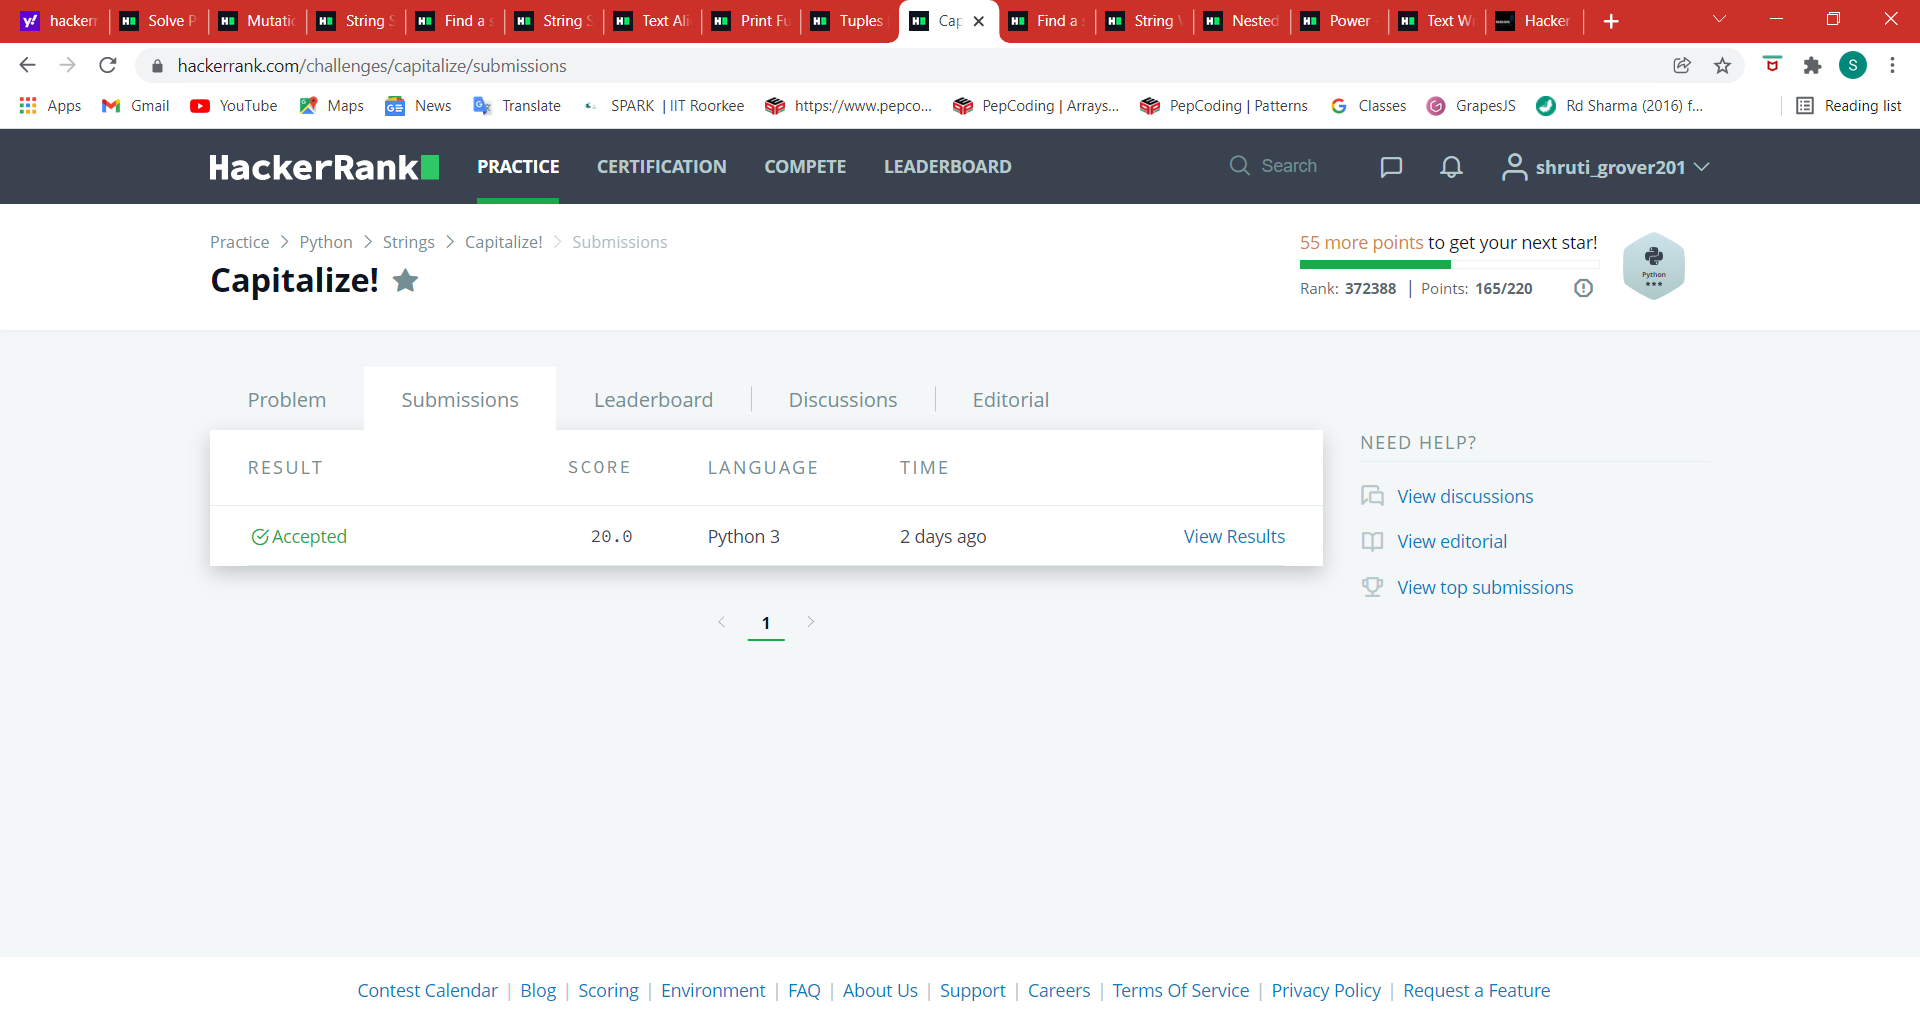 hackerr
Solve P
Mutatic
String S
Find a s
String S
Text Ali
Print Fu
Tuples
Cap
Find a s
String V
Nested
Power -
Text Wr
Hacker
hackerrank.com/challenges/capitalize/submissions
S
Apps
Gmail
YouTube
Maps
News
Translate
SPARK | IIT Roorkee
https://www.pepco...
PepCoding | Arrays...
PepCoding | Patterns
Classes
GrapesJS
Rd Sharma (2016) f...
Reading list
HackerRank
PRACTICE
CERTIFICATION
COMPETE
LEADERBOARD
Search
shruti_grover201
Practice > Python > Strings > Capitalize! > Submissions
Capitalize!
55 more points to get your next star!
Rank: 372388 | Points: 165/220
Python
Problem
Submissions
Leaderboard
Discussions
Editorial
RESULT SCORE LANGUAGE TIME
Accepted 20.0 Python 3 2 days ago View Results
1
NEED HELP?
View discussions
View editorial
View top submissions
Contest Calendar | Blog | Scoring | Environment | FAQ | About Us | Support | Careers | Terms Of Service | Privacy Policy | Request a Feature